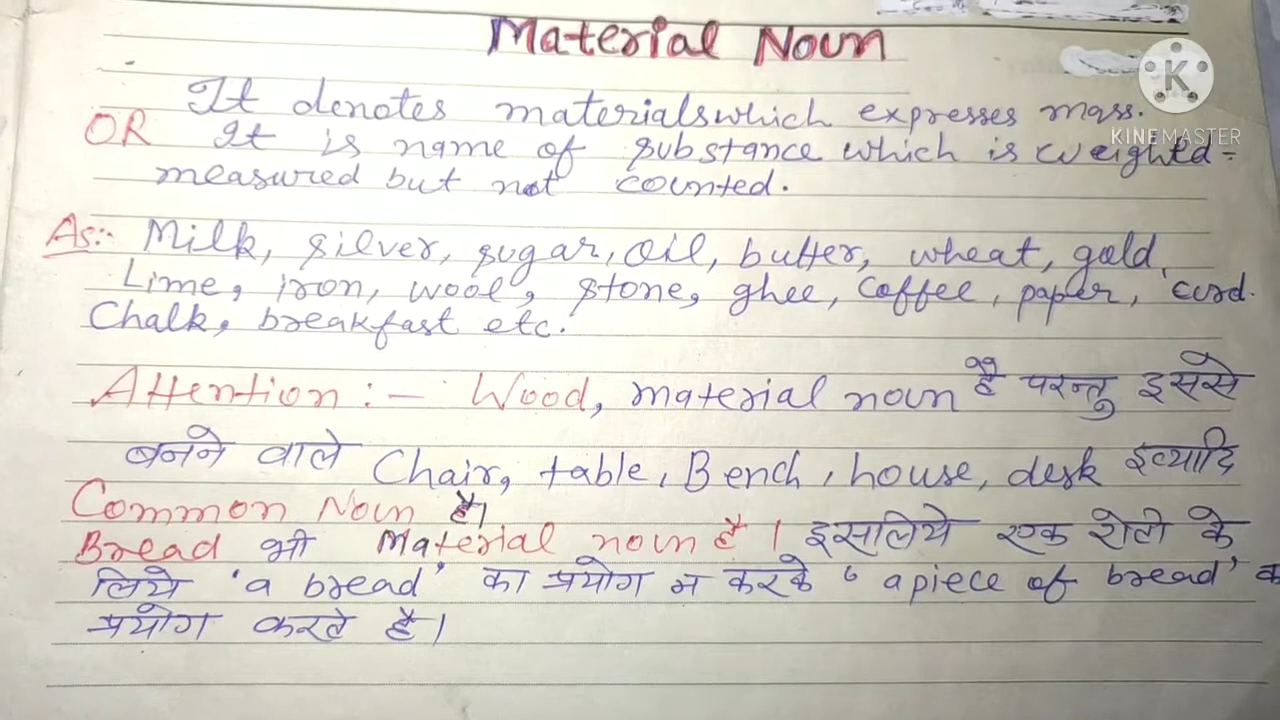 Material Noun
It denotes materials which expresses mass.
OR It is name of substance which is weighted-
measured but not counted.
As:- Milk, silver, sugar, oil, butter, wheat, gold,
Lime, iron, wool, stone, ghee, coffee, paper, curd.
Chalk, breakfast etc.
Attention :- Wood, material noun है परन्तु इससे
बनने वाले Chair, table, Bench, house, desk इत्यादि
Common Noun है।
Bread भी Material noun है। इसलिये एक रोटी के
लिये 'a bread' का प्रयोग न करके 'a piece of bread' का
प्रयोग करते है।
K
KINEMASTER